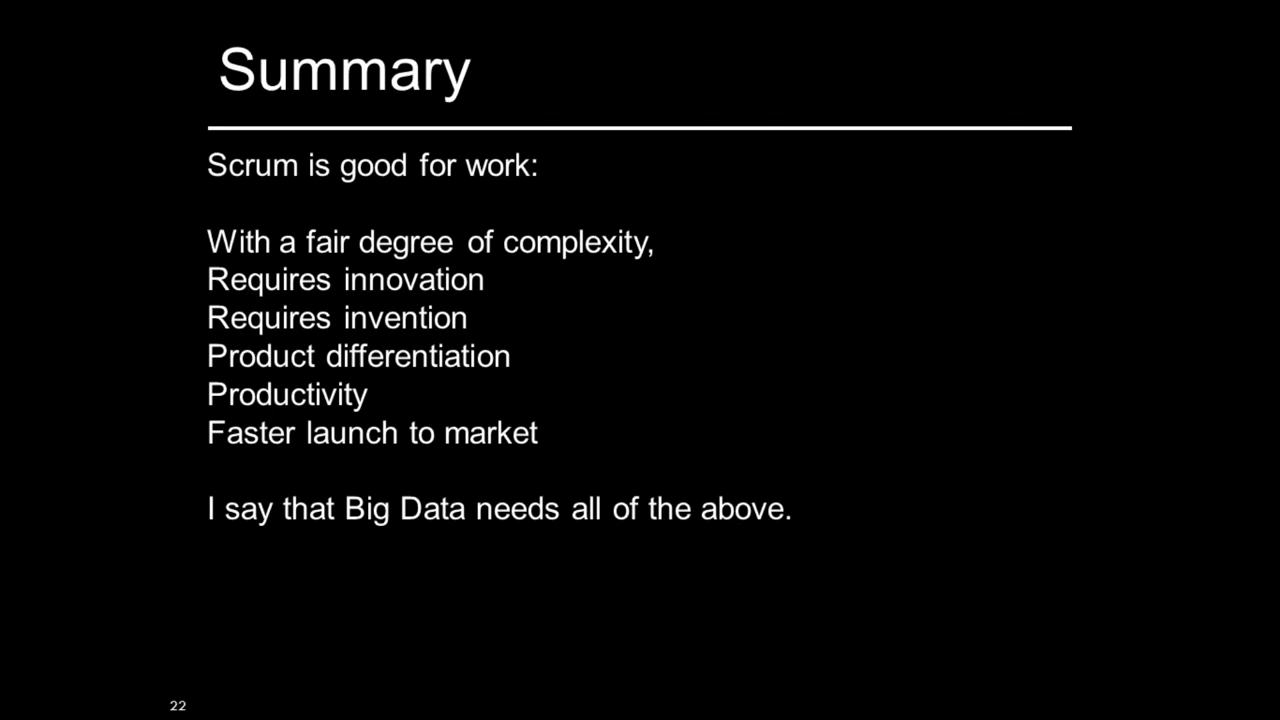 Summary
Scrum is good for work:
With a fair degree of complexity,
Requires innovation
Requires invention
Product differentiation
Productivity
Faster launch to market
I say that Big Data needs all of the above.
22